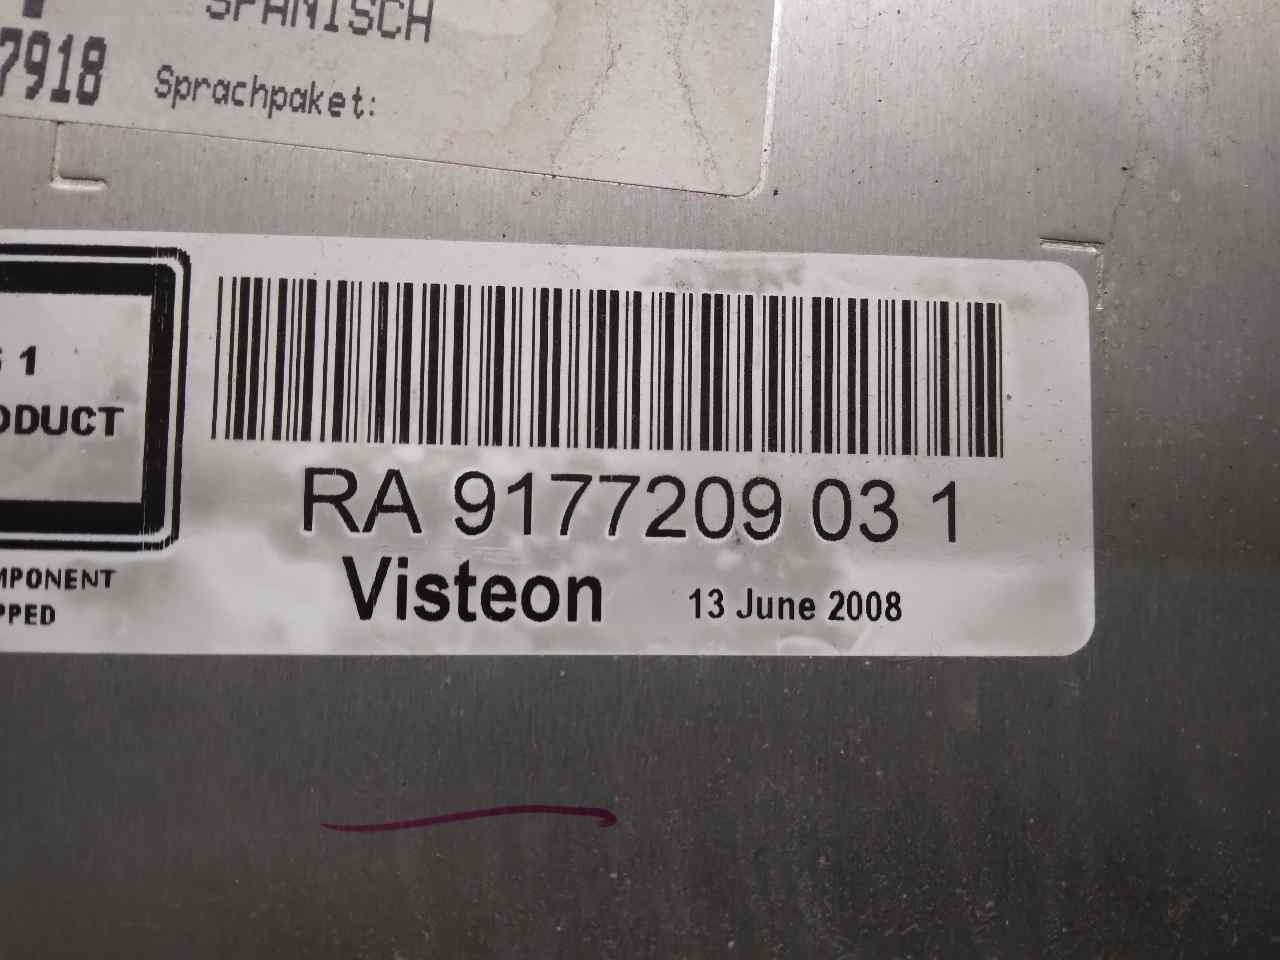 SPANISCH
7918
Sprachpaket:
1
ODUCT
MPONENT
PPED
RA 9177209 03 1
Visteon
13 June 2008